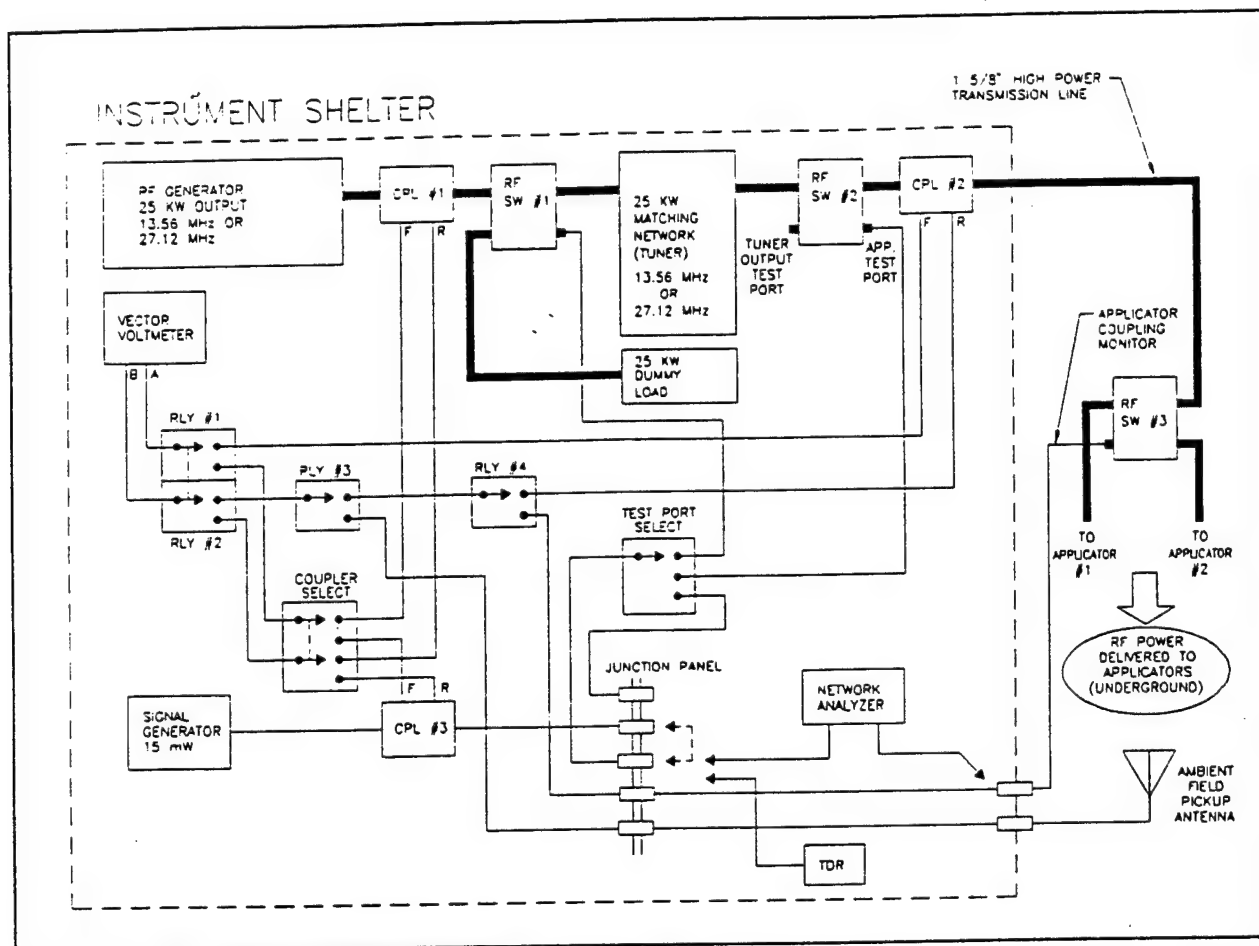 1 5/8" HIGH POWER
TRANSMISSION LINE
INSTRUMENT SHELTER
RF GENERATOR
25 KW OUTPUT
13.56 MHz OR
27.12 MHz
CPL #1
F
R
RF
SW #1
25 KW
MATCHING
NETWORK
(TUNER)
13.56 MHz
OR
27.12 MHz
RF
SW #2
CPL #2
F
R
TUNER
OUTPUT
TEST
PORT
APP.
TEST
PORT
VECTOR
VOLTMETER
B
A
25 KW
DUMMY
LOAD
APPLICATOR
COUPLING
MONITOR
RF
SW #3
RLY #1
RLY #2
RLY #3
RLY #4
TEST PORT
SELECT
TO
APPLICATOR
#1
TO
APPLICATOR
#2
COUPLER
SELECT
F
R
RF POWER
DELIVERED TO
APPLICATORS
(UNDERGROUND)
JUNCTION PANEL
NETWORK
ANALYZER
SIGNAL
GENERATOR
15 mW
CPL #3
AMBIENT
FIELD
PICKUP
ANTENNA
TDR